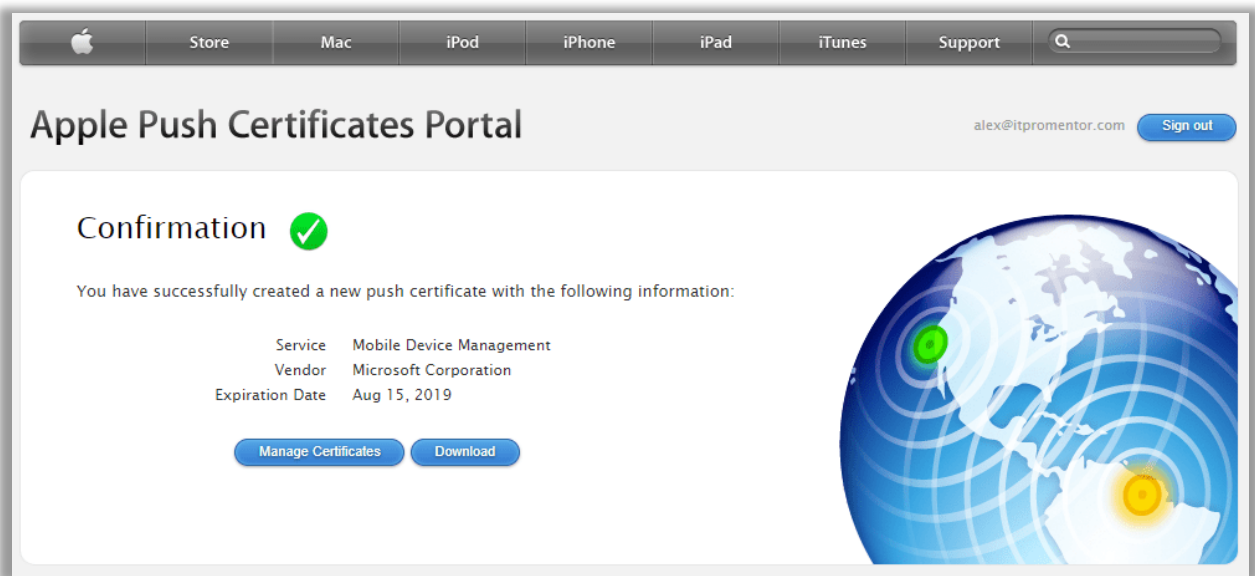 Store Mac iPod iPhone iPad iTunes Support
Apple Push Certificates Portal
alex@itpromentor.com Sign out
Confirmation
You have successfully created a new push certificate with the following information:
Service Mobile Device Management
Vendor Microsoft Corporation
Expiration Date Aug 15, 2019
Manage Certificates Download